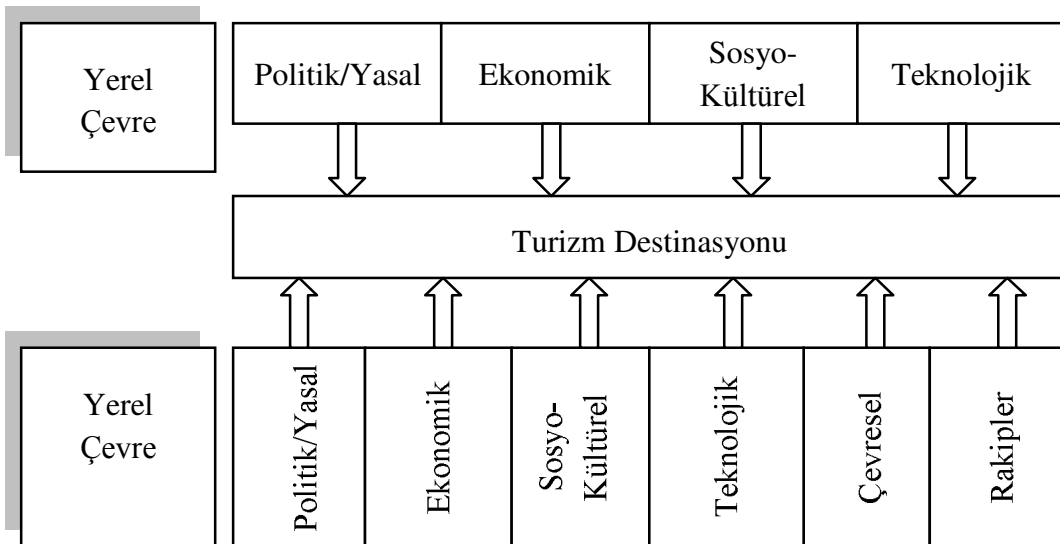 Yerel
Çevre
Politik/Yasal
Ekonomik
Sosyo-
Kültürel
Teknolojik
Turizm Destinasyonu
Yerel
Çevre
Politik/Yasal
Ekonomik
Sosyo-
Kültürel
Teknolojik
Çevresel
Rakipler